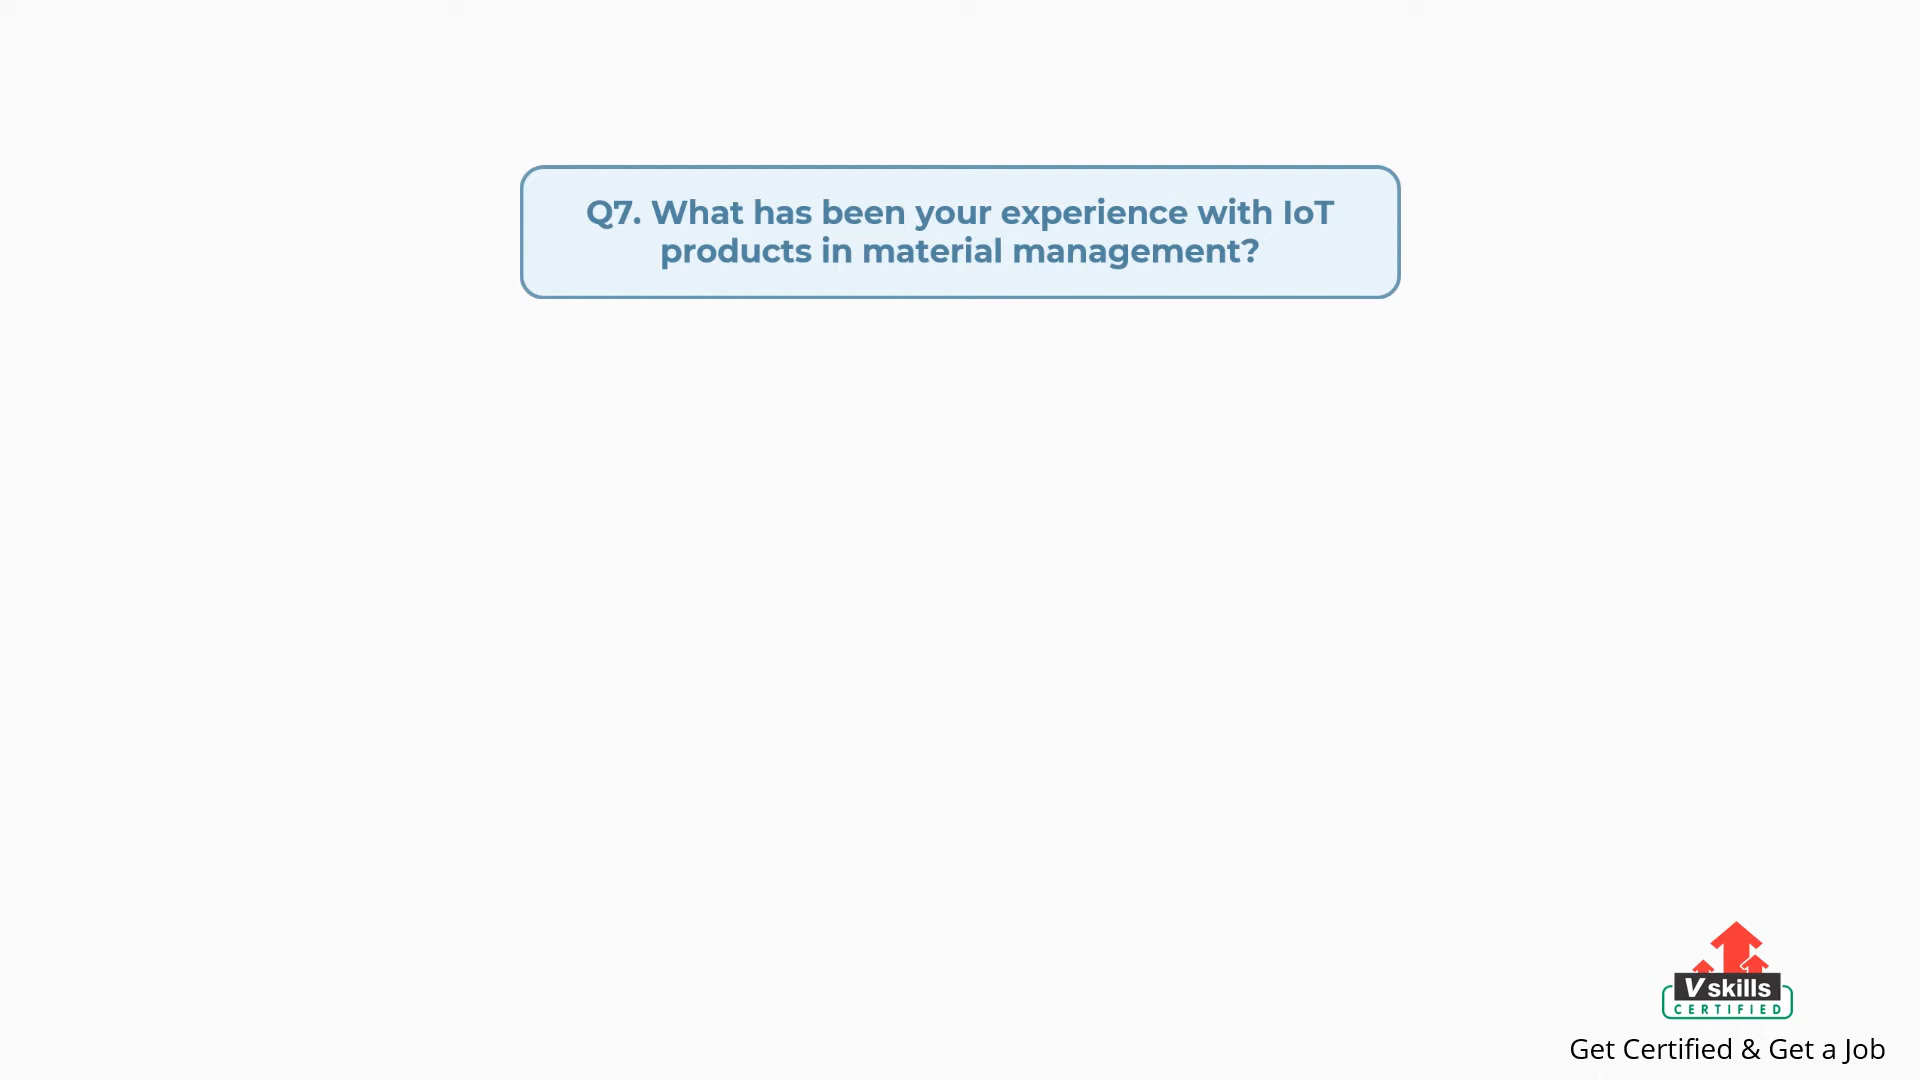 Q7. What has been your experience with IoT
products in material management?
Vskills
CERTIFIED
Get Certified & Get a Job